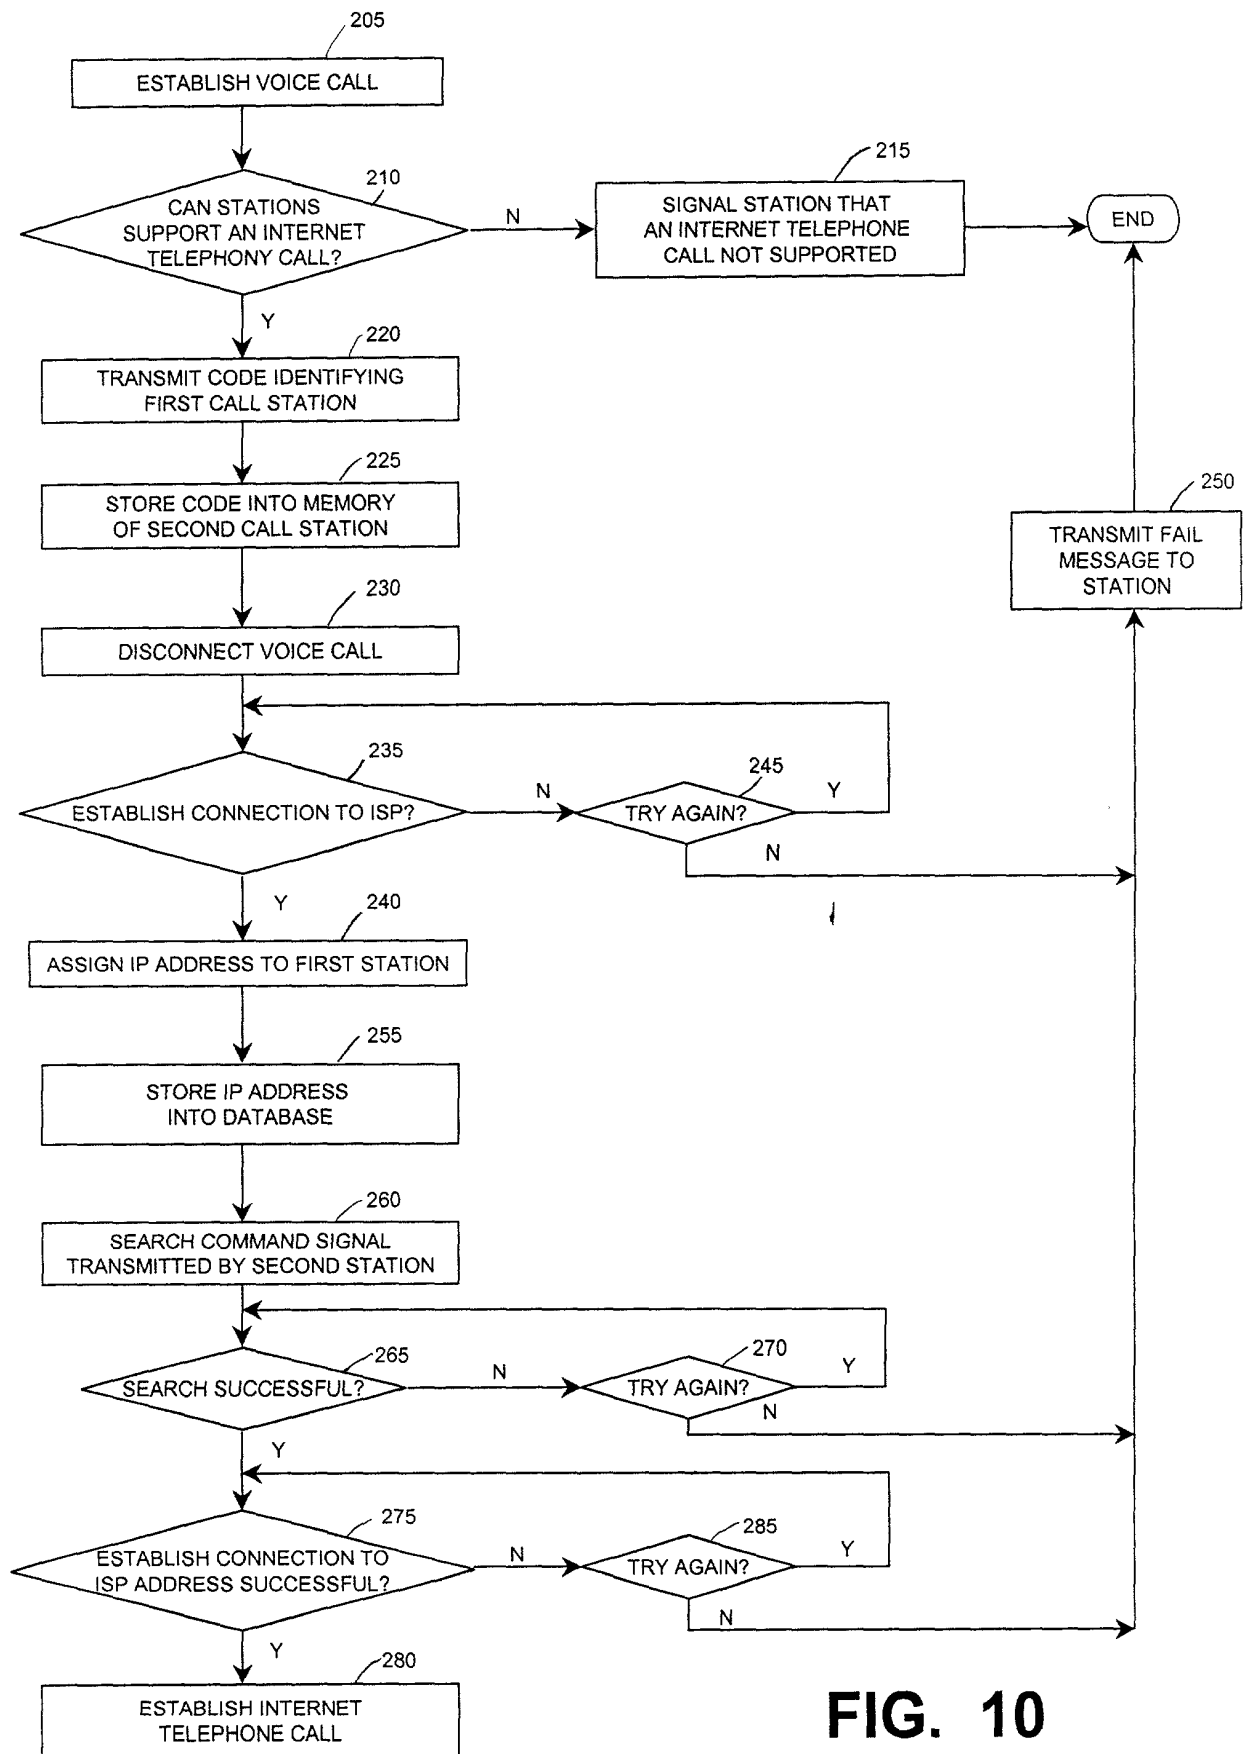 205
ESTABLISH VOICE CALL
210
CAN STATIONS
SUPPORT AN INTERNET
TELEPHONY CALL?
N
215
SIGNAL STATION THAT
AN INTERNET TELEPHONE
CALL NOT SUPPORTED
END
Y
220
TRANSMIT CODE IDENTIFYING
FIRST CALL STATION
225
STORE CODE INTO MEMORY
OF SECOND CALL STATION
250
TRANSMIT FAIL
MESSAGE TO
STATION
230
DISCONNECT VOICE CALL
235
ESTABLISH CONNECTION TO ISP?
N
245
TRY AGAIN?
Y
N
Y
240
ASSIGN IP ADDRESS TO FIRST STATION
255
STORE IP ADDRESS
INTO DATABASE
260
SEARCH COMMAND SIGNAL
TRANSMITTED BY SECOND STATION
265
SEARCH SUCCESSFUL?
N
270
TRY AGAIN?
Y
N
Y
275
ESTABLISH CONNECTION TO
ISP ADDRESS SUCCESSFUL?
N
285
TRY AGAIN?
Y
N
Y
280
ESTABLISH INTERNET
TELEPHONE CALL
FIG. 10